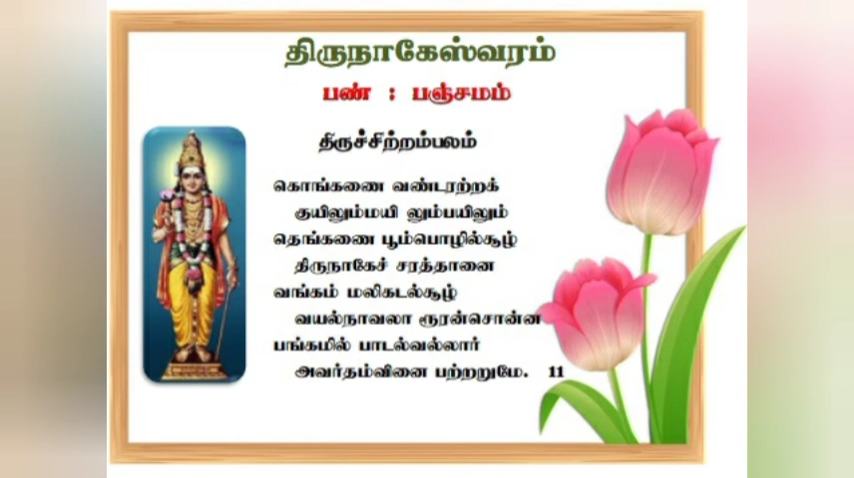 திருநாகேஸ்வரம்
பண் : பஞ்சமம்
திருச்சிற்றம்பலம்
கொங்கணை வண்டரற்றக்
குயிலும்மயி லும்பயிலும்
தெங்கணை பூம்பொழில்சூழ்
திருநாகேச் சரத்தானை
வங்கம் மலிகடல்சூழ்
வயல்நாவலா ரூரன்சொன்ன
பங்கமில் பாடல்வல்லார்
அவர்தம்வினை பற்றறுமே. 11